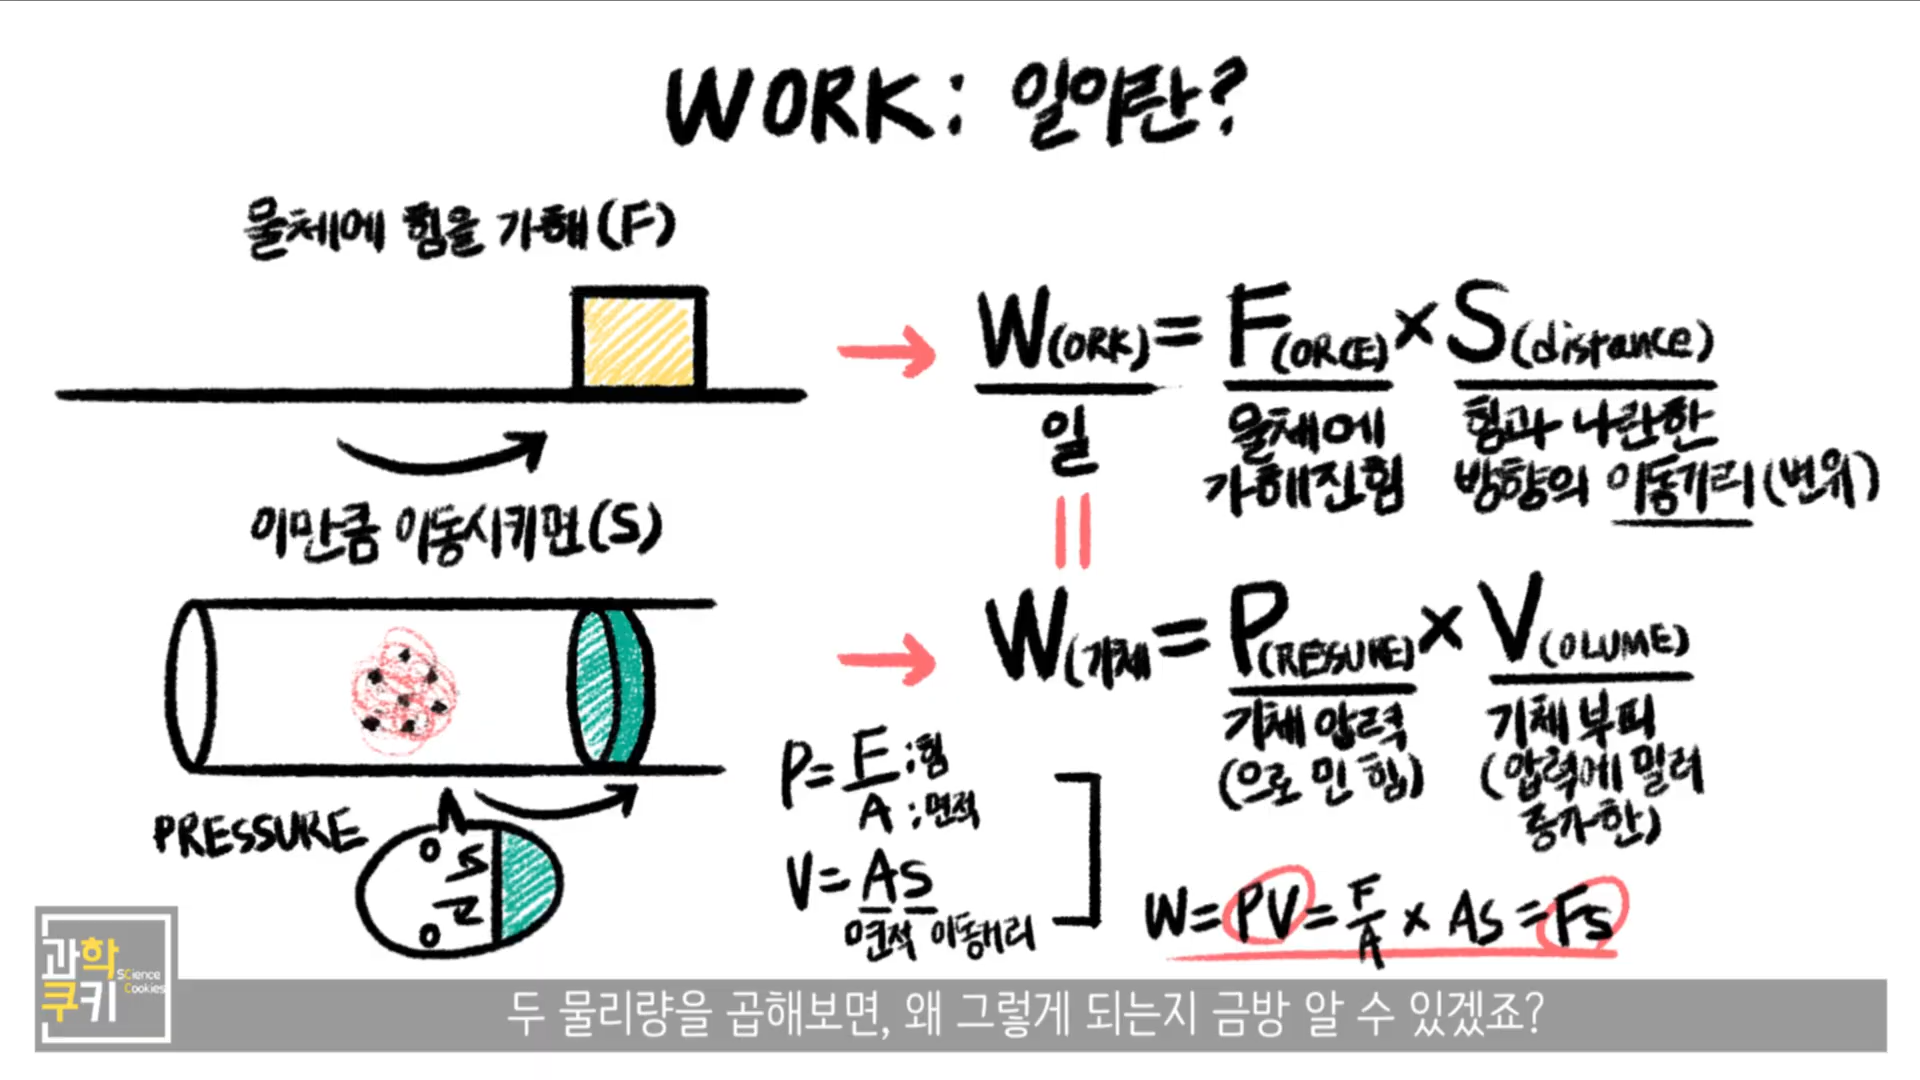 WORK: 일이란?
물체에 힘을 가해(F)
이만큼 이동시키면(S)
W(ORK) = F(ORCE) × S(distance)
일
물체에
가해진 힘
힘과 나란한
방향의 이동거리(변위)
=
W(기체 = P(RESSURE) × V(OLUME)
기체 압력
(으로 민 힘)
기체 부피
(압력에 밀려
증가한)
PRESSURE
P = F/A
;힘
;면적
V = AS
면적 이동거리
W = PV = F/A × AS = FS
과학
쿠키
SCience
Cookies
두 물리량을 곱해보면, 왜 그렇게 되는지 금방 알 수 있겠죠?